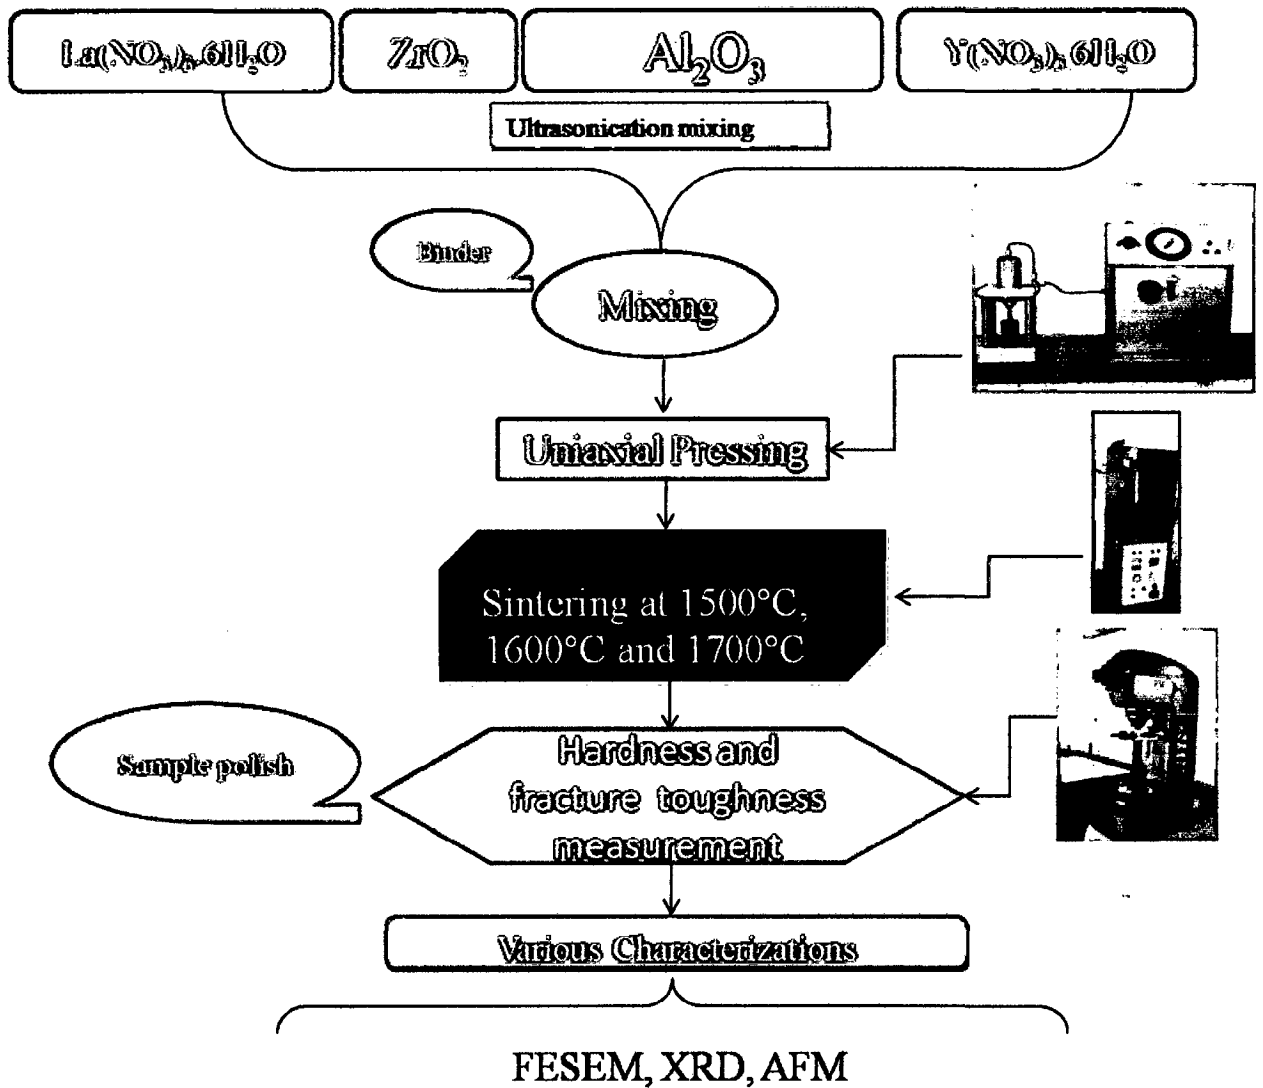 La(NO₃)₃.6H₂O
ZrO₂
Al₂O₃
Y(NO₃)₃ 6H₂O
Ultrasonication mixing
Binder
Mixing
Uniaxial Pressing
Sintering at 1500°C,
1600°C and 1700°C
Sample polish
Hardness and
fracture toughness
measurement
Various Characterizations
FESEM, XRD, AFM